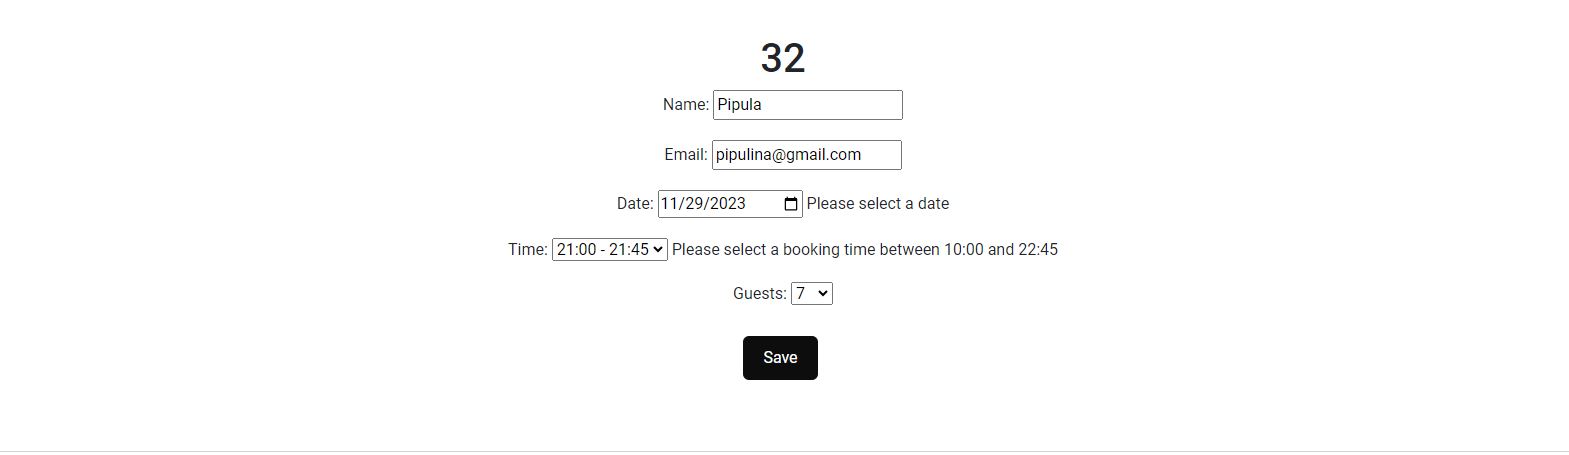 32
Name: Pipula
Email: pipulina@gmail.com
Date: 11/29/2023 Please select a date
Time: 21:00 - 21:45 Please select a booking time between 10:00 and 22:45
Guests: 7
Save